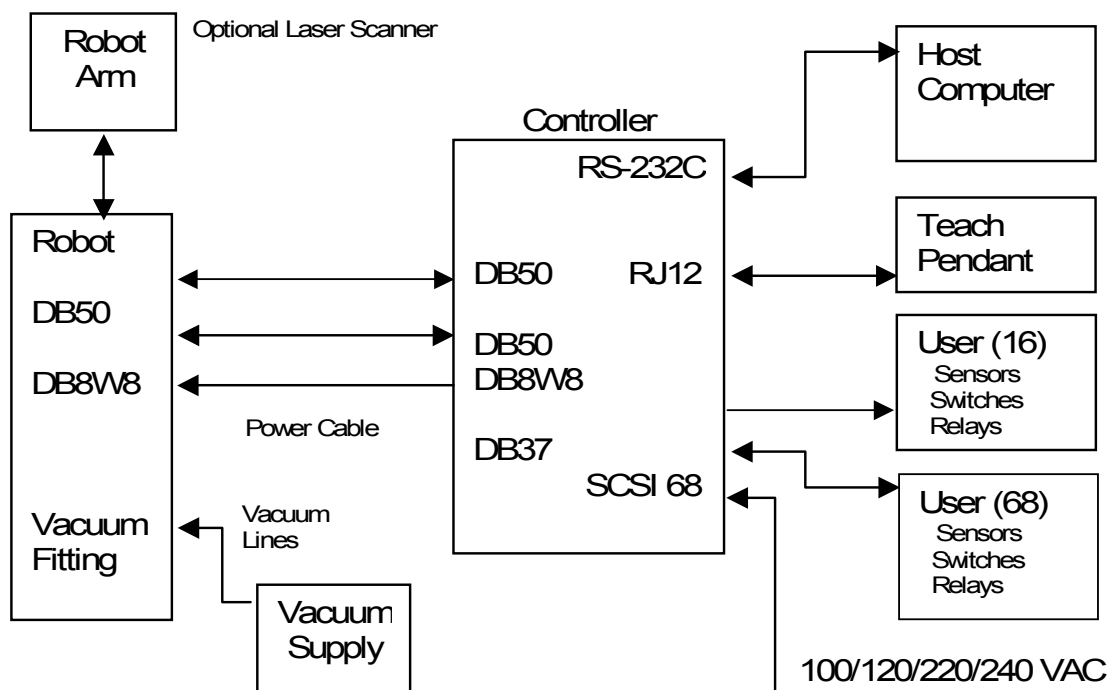 Robot
Arm
Optional Laser Scanner
Host
Computer
Controller
RS-232C
Teach
Pendant
Robot
DB50
RJ12
DB50
DB50
User (16)
Sensors
Switches
Relays
DB8W8
DB8W8
Power Cable
DB37
SCSI 68
User (68)
Sensors
Switches
Relays
Vacuum
Fitting
Vacuum
Lines
Vacuum
Supply
100/120/220/240 VAC